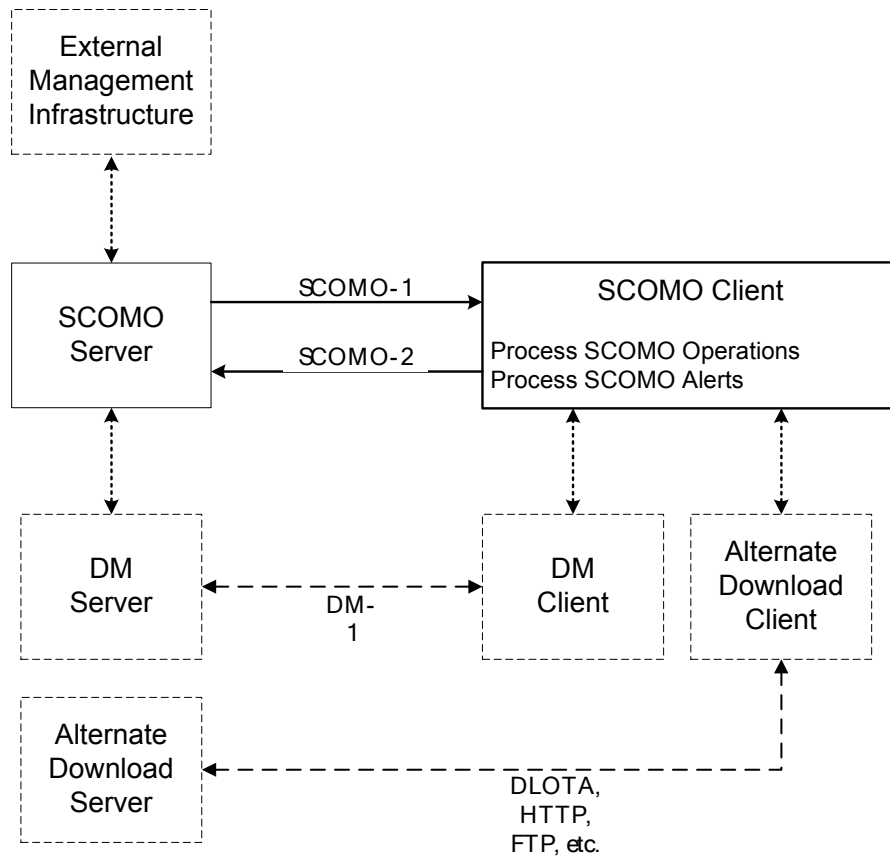 External
Management
Infrastructure
SCOMO-1
SCOMO
Server
SCOMO-2
SCOMO Client
Process SCOMO Operations
Process SCOMO Alerts
DM
Server
DM-
1
DM
Client
Alternate
Download
Client
Alternate
Download
Server
DLOTA,
HTTP,
FTP, etc.